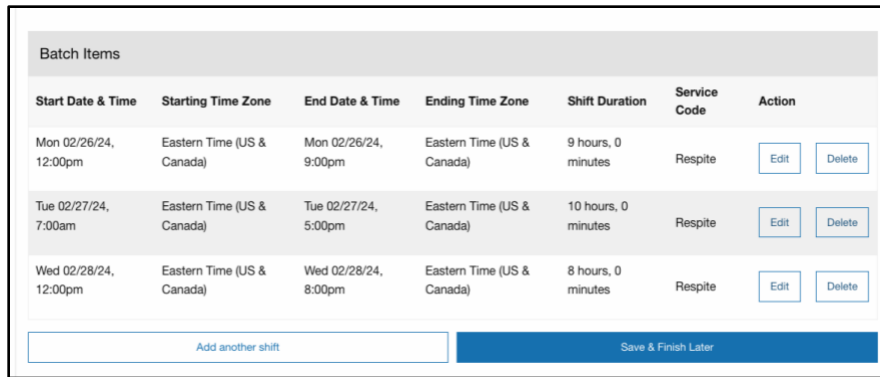 Batch Items
Start Date & Time Starting Time Zone End Date & Time Ending Time Zone Shift Duration Service Code Action
Mon 02/26/24, 12:00pm Eastern Time (US & Canada) Mon 02/26/24, 9:00pm Eastern Time (US & Canada) 9 hours, 0 minutes Respite Edit Delete
Tue 02/27/24, 7:00am Eastern Time (US & Canada) Tue 02/27/24, 5:00pm Eastern Time (US & Canada) 10 hours, 0 minutes Respite Edit Delete
Wed 02/28/24, 12:00pm Eastern Time (US & Canada) Wed 02/28/24, 8:00pm Eastern Time (US & Canada) 8 hours, 0 minutes Respite Edit Delete
Add another shift Save & Finish Later